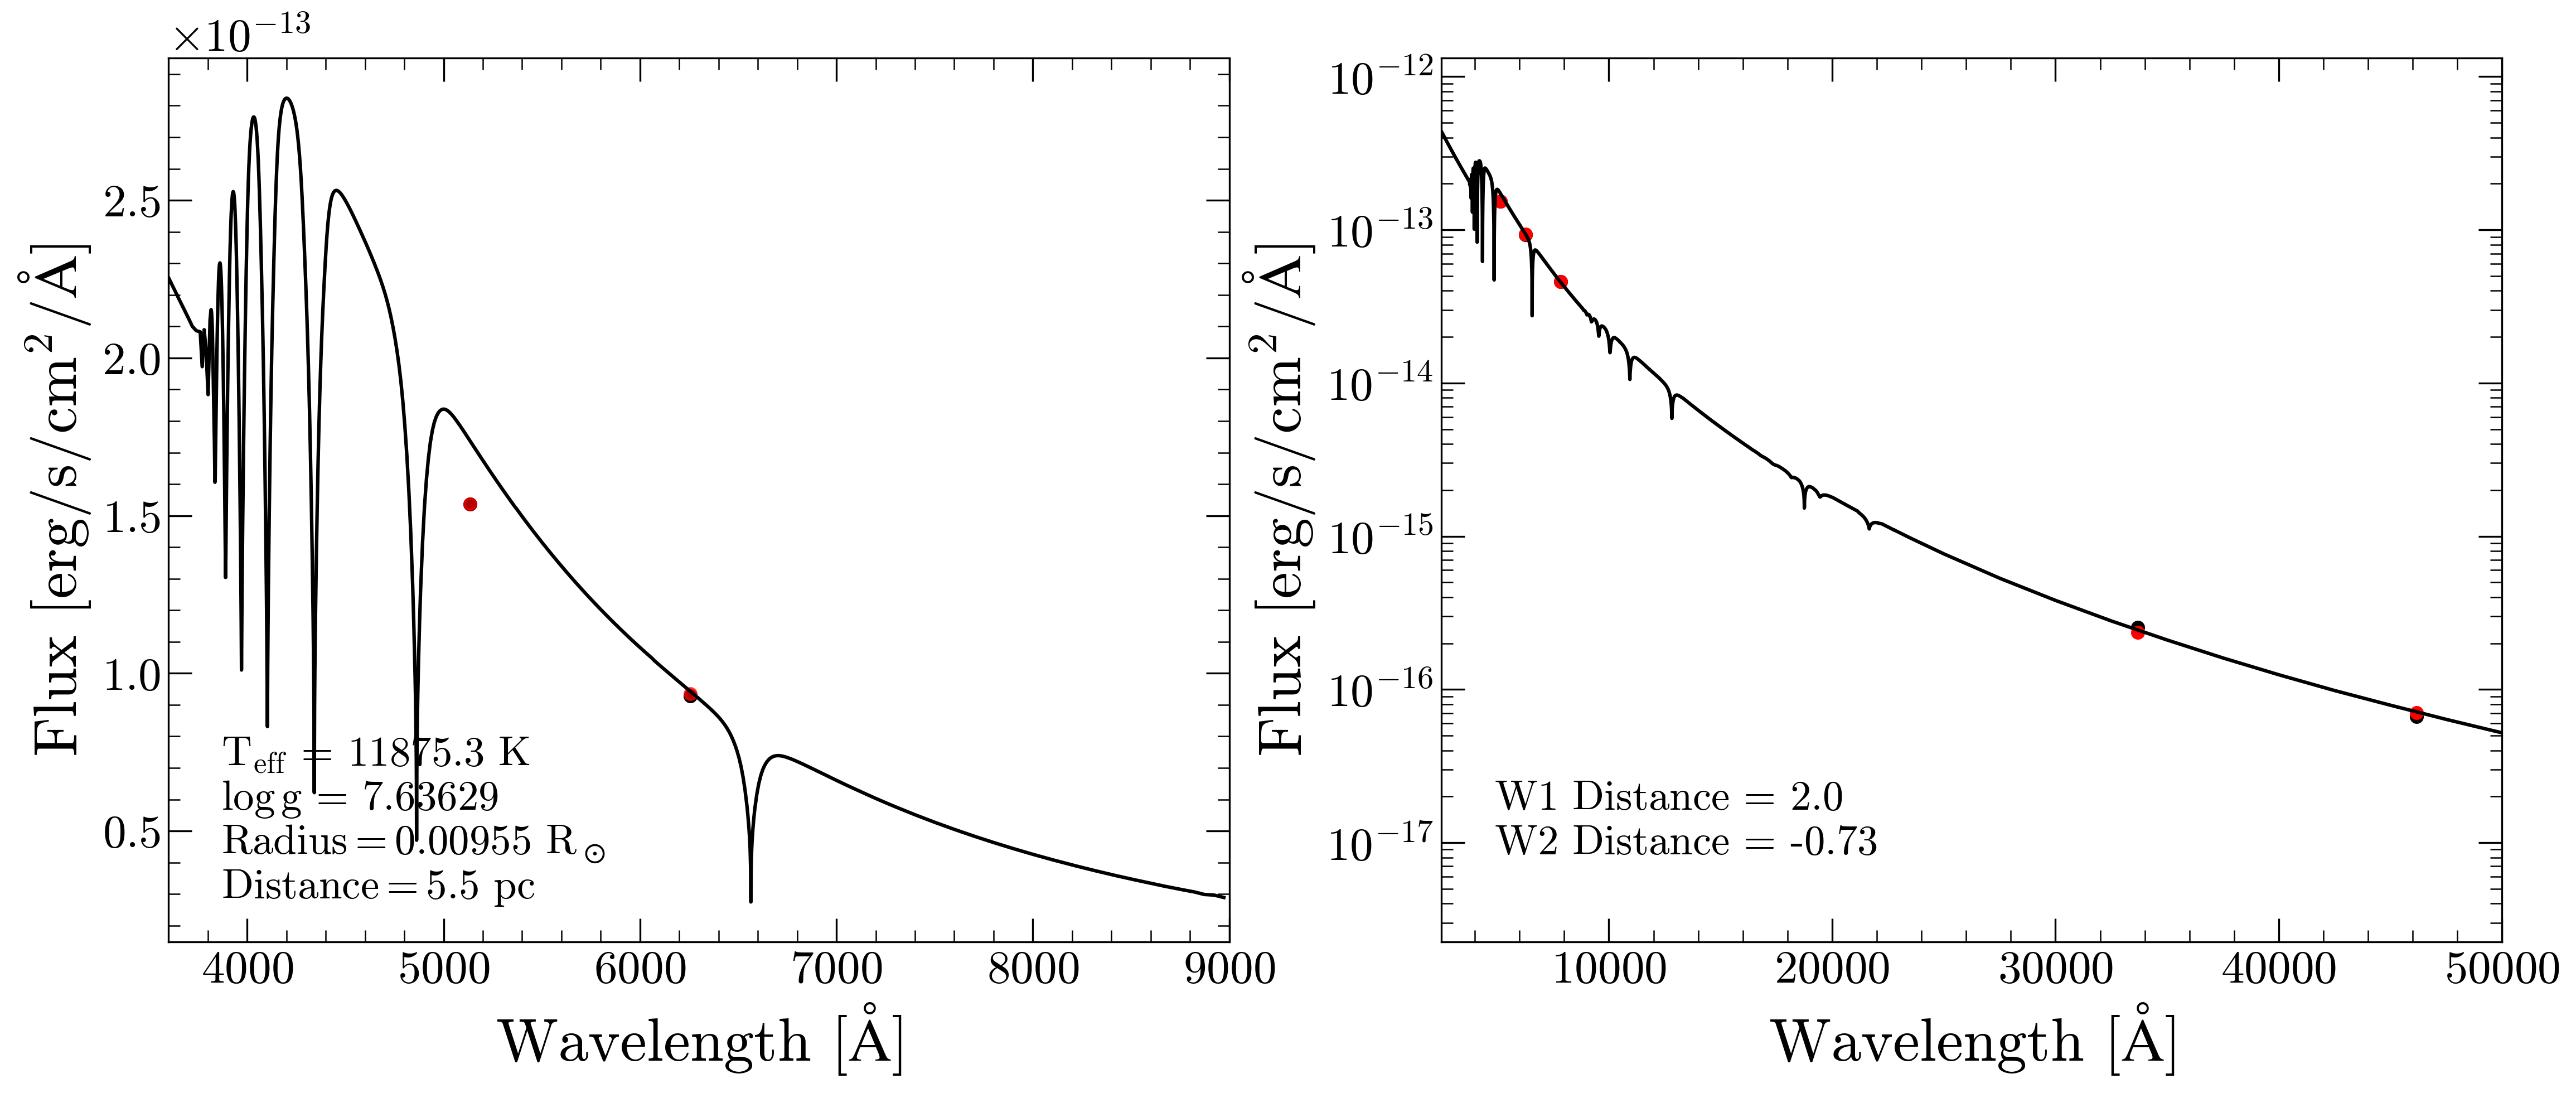 ×10⁻¹³
Flux [erg/s/cm²/Å]
2.5
2.0
1.5
1.0
0.5
T_eff = 11875.3 K
log g = 7.63629
Radius = 0.00955 R_⊙
Distance = 5.5 pc
4000 5000 6000 7000 8000 9000
Wavelength [Å]
Flux [erg/s/cm²/Å]
10⁻¹²
10⁻¹³
10⁻¹⁴
10⁻¹⁵
10⁻¹⁶
10⁻¹⁷
W1 Distance = 2.0
W2 Distance = -0.73
10000 20000 30000 40000 50000
Wavelength [Å]